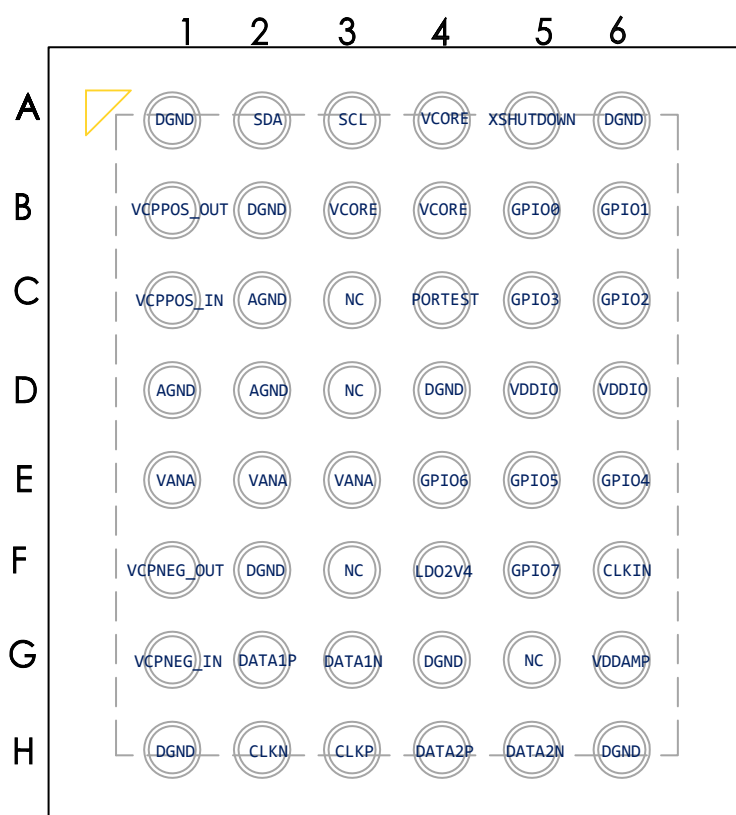 1 2 3 4 5 6
A DGND SDA SCL VCORE XSHUTDOWN DGND
B VCPPOS_OUT DGND VCORE VCORE GPIO0 GPIO1
C VCPPOS_IN AGND NC PORTEST GPIO3 GPIO2
D AGND AGND NC DGND VDDIO VDDIO
E VANA VANA VANA GPIO6 GPIO5 GPIO4
F VCPNEG_OUT DGND NC LDO2V4 GPIO7 CLKIN
G VCPNEG_IN DATA1P DATA1N DGND NC VDDAMP
H DGND CLKN CLKP DATA2P DATA2N DGND